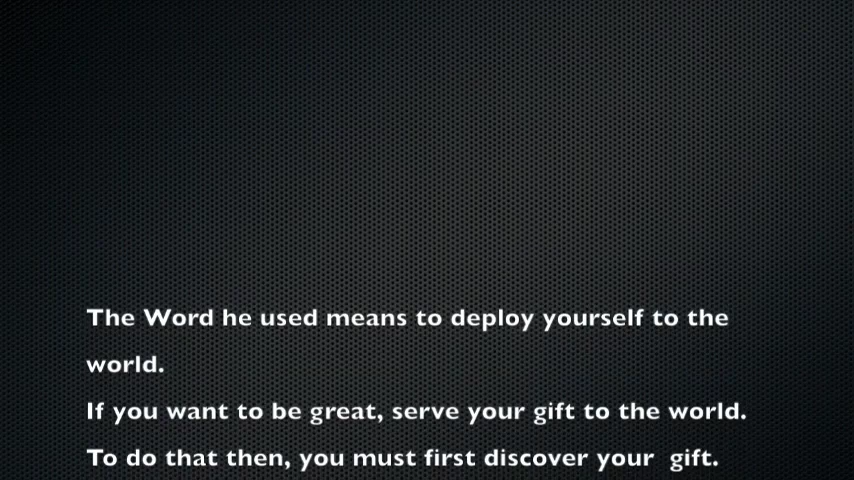 The Word he used means to deploy yourself to the
world.
If you want to be great, serve your gift to the world.
To do that then, you must first discover your  gift.